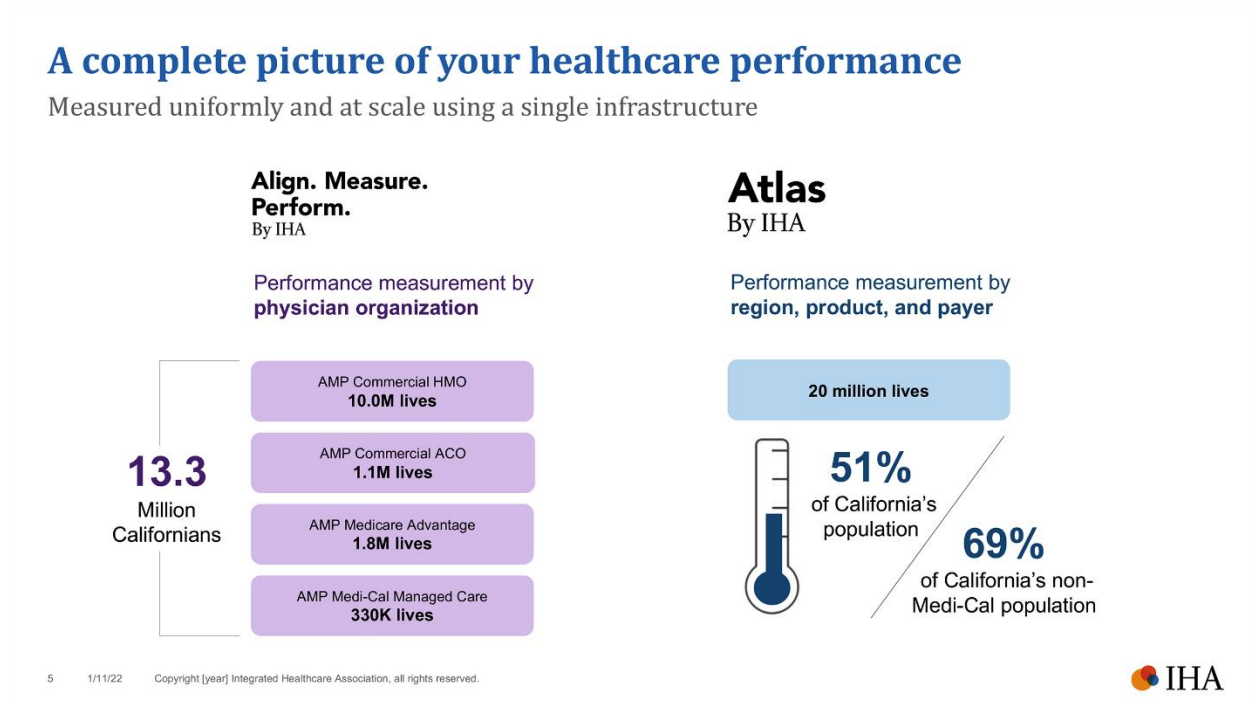 A complete picture of your healthcare performance
Measured uniformly and at scale using a single infrastructure
Align. Measure.
Perform.
By IHA
Performance measurement by
physician organization
13.3
Million
Californians
AMP Commercial HMO
10.0M lives
AMP Commercial ACO
1.1M lives
AMP Medicare Advantage
1.8M lives
AMP Medi-Cal Managed Care
330K lives
Atlas
By IHA
Performance measurement by
region, product, and payer
20 million lives
51%
of California's
population
69%
of California's non-
Medi-Cal population
5 1/11/22 Copyright [year] Integrated Healthcare Association, all rights reserved.
IHA